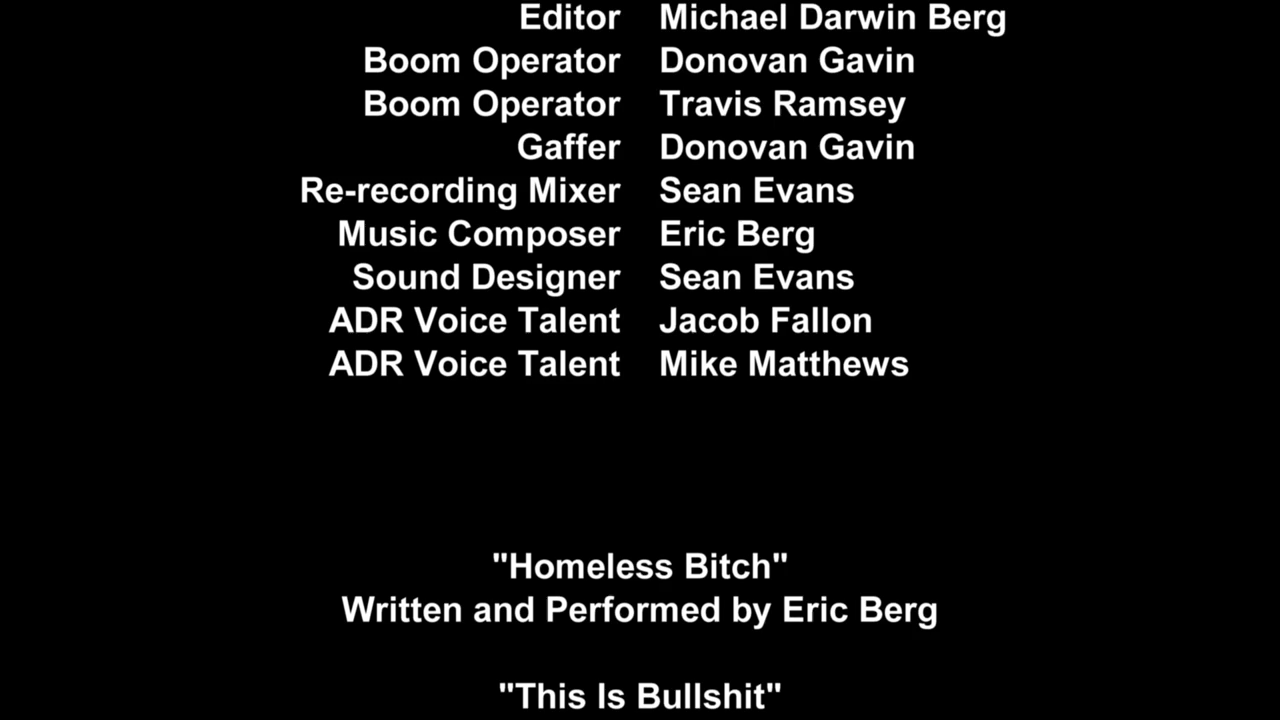 Editor Michael Darwin Berg
Boom Operator Donovan Gavin
Boom Operator Travis Ramsey
Gaffer Donovan Gavin
Re-recording Mixer Sean Evans
Music Composer Eric Berg
Sound Designer Sean Evans
ADR Voice Talent Jacob Fallon
ADR Voice Talent Mike Matthews
"Homeless Bitch"
Written and Performed by Eric Berg
"This Is Bullshit"